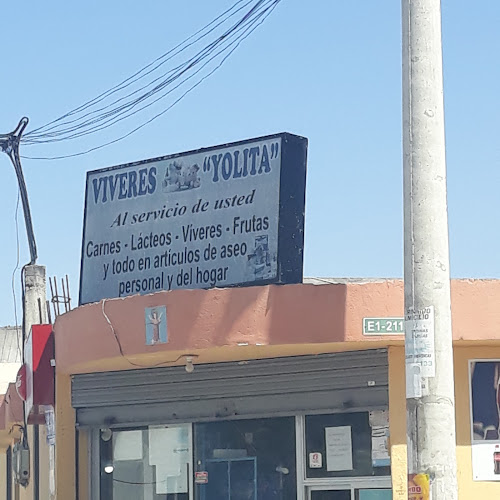 VIVERES "YOLITA"
Al servicio de usted
Carnes - Lácteos - Víveres - Frutas
y todo en articulos de aseo
personal y del hogar
E1-211